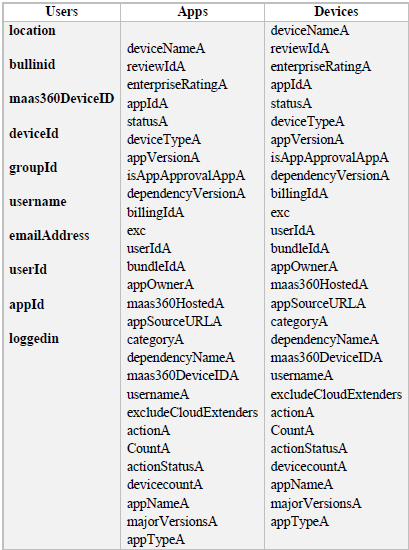 Users Apps Devices
location
deviceNameA
reviewIdA
enterpriseRatingA
appIdA
statusA
deviceTypeA
appVersionA
isAppApprovalAppA
dependencyVersionA
billingIdA
exc
userIdA
bundleIdA
appOwnerA
maas360HostedA
appSourceURLA
categoryA
dependencyNameA
maas360DeviceIDA
usernameA
excludeCloudExtenders
actionA
CountA
actionStatusA
devicecountA
appNameA
majorVersionsA
appTypeA
bullinid
maas360DeviceID
deviceId
groupId
username
emailAddress
userId
appId
loggedin
deviceNameA
reviewIdA
enterpriseRatingA
appIdA
statusA
deviceTypeA
appVersionA
isAppApprovalAppA
dependencyVersionA
billingIdA
exc
userIdA
bundleIdA
appOwnerA
maas360HostedA
appSourceURLA
categoryA
dependencyNameA
maas360DeviceIDA
usernameA
excludeCloudExtenders
actionA
CountA
actionStatusA
devicecountA
appNameA
majorVersionsA
appTypeA